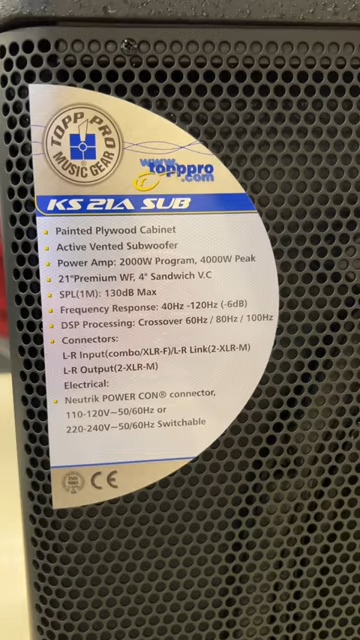 TOPP PRO
MUSIC GEAR
www.
topppro
.com
KS 21A SUB
Painted Plywood Cabinet
Active Vented Subwoofer
Power Amp: 2000W Program, 4000W Peak
21"Premium WF, 4" Sandwich V.C
SPL(1M): 130dB Max
Frequency Response: 40Hz -120Hz (-6dB)
DSP Processing: Crossover 60Hz / 80Hz / 100Hz
Connectors:
L-R Input(combo/XLR-F)/L-R Link(2-XLR-M)
L-R Output(2-XLR-M)
Electrical:
Neutrik POWER CON® connector,
110-120V~50/60Hz or
220-240V~50/60Hz Switchable
CE